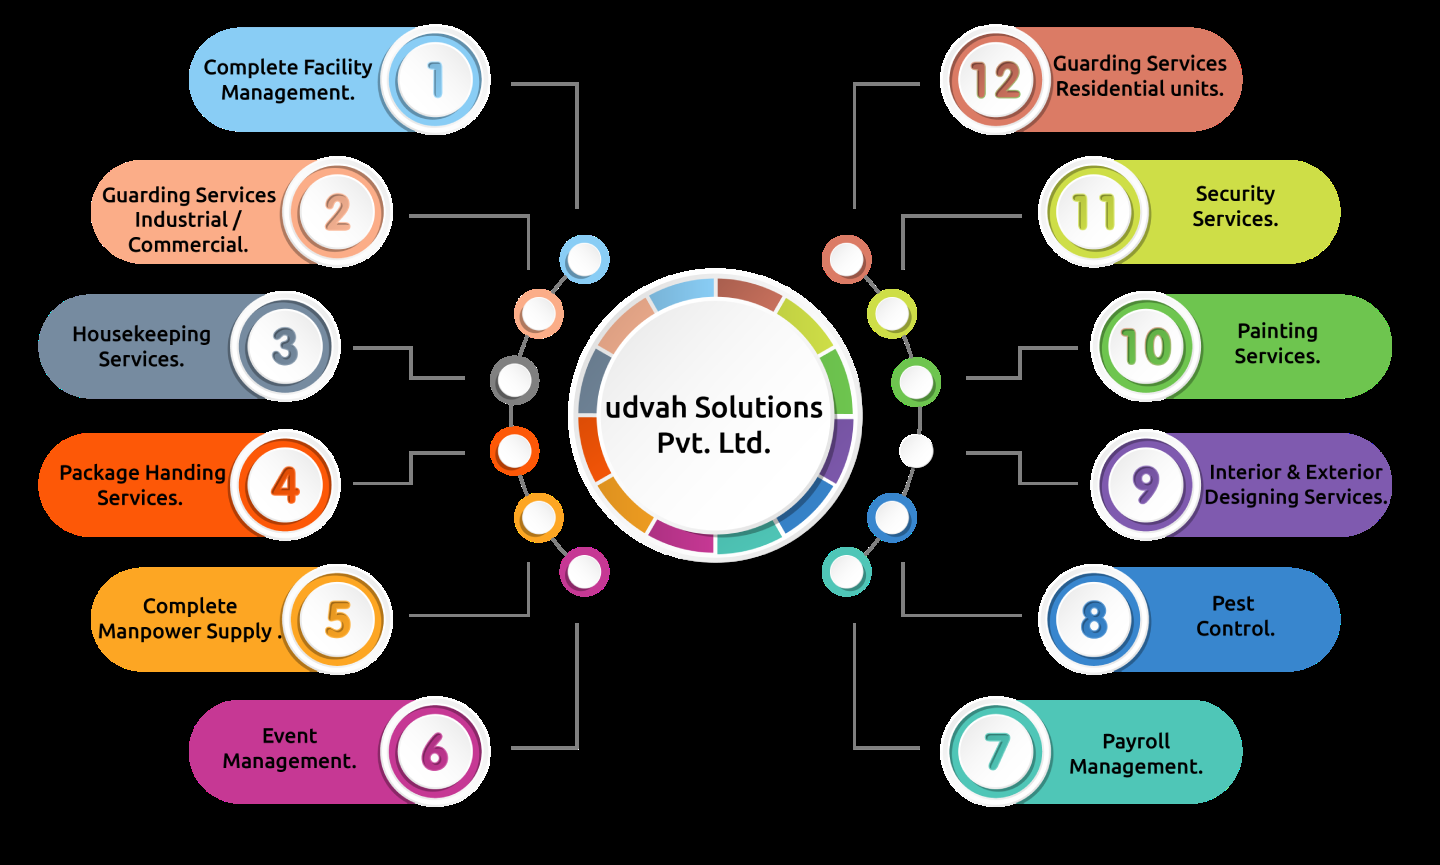 Complete Facility
Management.
1
Guarding Services
Industrial /
Commercial.
2
Housekeeping
Services.
3
Package Handing
Services.
4
Complete
Manpower Supply .
5
Event
Management.
6
udvah Solutions
Pvt. Ltd.
12
Guarding Services
Residential units.
11
Security
Services.
10
Painting
Services.
9
Interior & Exterior
Designing Services.
8
Pest
Control.
7
Payroll
Management.